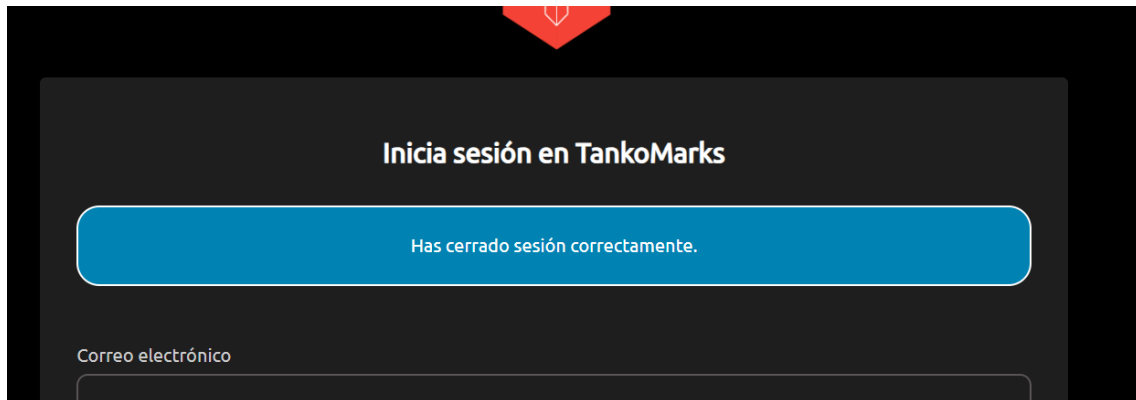 Inicia sesión en TankoMarks
Has cerrado sesión correctamente.
Correo electrónico